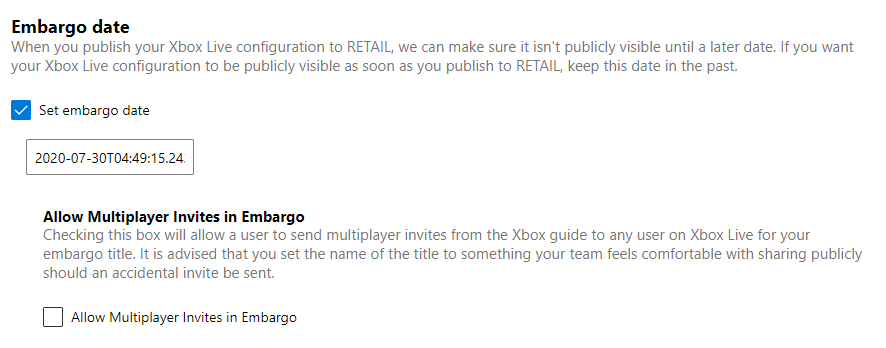 Embargo date
When you publish your Xbox Live configuration to RETAIL, we can make sure it isn't publicly visible until a later date. If you want
your Xbox Live configuration to be publicly visible as soon as you publish to RETAIL, keep this date in the past.
Set embargo date
2020-07-30T04:49:15.24
Allow Multiplayer Invites in Embargo
Checking this box will allow a user to send multiplayer invites from the Xbox guide to any user on Xbox Live for your
embargo title. It is advised that you set the name of the title to something your team feels comfortable with sharing publicly
should an accidental invite be sent.
Allow Multiplayer Invites in Embargo